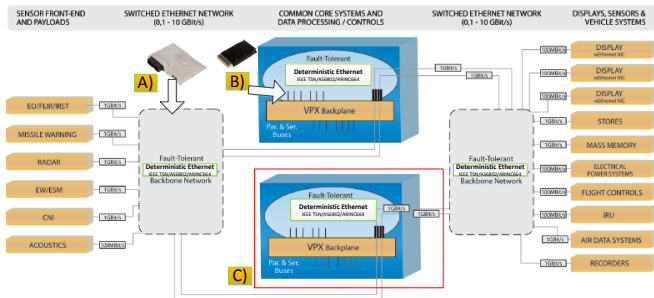 SENSOR FRONT-END
AND PAYLOADS
SWITCHED ETHERNET NETWORK
(0,1 - 10 GBit/s)
COMMON CORE SYSTEMS AND
DATA PROCESSING / CONTROLS
SWITCHED ETHERNET NETWORK
(0,1 - 10 GBit/s)
DISPLAYS, SENSORS &
VEHICLE SYSTEMS
A)
B)
C)
EO/FLIR/IRST
1GBit/s
MISSILE WARNING
1GBit/s
RADAR
1GBit/s
EW/ESM
1GBit/s
CNI
1GBit/s
ACOUSTICS
100MBit/s
Fault-Tolerant
Deterministic Ethernet
IEEE TSN/AS6802/ARINC664
Backbone Network
Fault-Tolerant
Deterministic Ethernet
IEEE TSN/AS6802/ARINC664
VPX Backplane
Par. & Ser.
Buses
1GBit/s
1GBit/s
Fault-Tolerant
Deterministic Ethernet
IEEE TSN/AS6802/ARINC664
VPX Backplane
Par. & Ser.
Buses
1GBit/s
1GBit/s
Fault-Tolerant
Deterministic Ethernet
IEEE TSN/AS6802/ARINC664
Backbone Network
100MBit/s
DISPLAY
w/Ethernet NIC
100MBit/s
DISPLAY
w/Ethernet NIC
100MBit/s
DISPLAY
w/Ethernet NIC
1GBit/s
STORES
1GBit/s
MASS MEMORY
100MBit/s
ELECTRICAL
POWER SYSTEMS
100MBit/s
FLIGHT CONTROLS
100MBit/s
IRU
1GBit/s
AIR DATA SYSTEMS
1GBit/s
RECORDERS